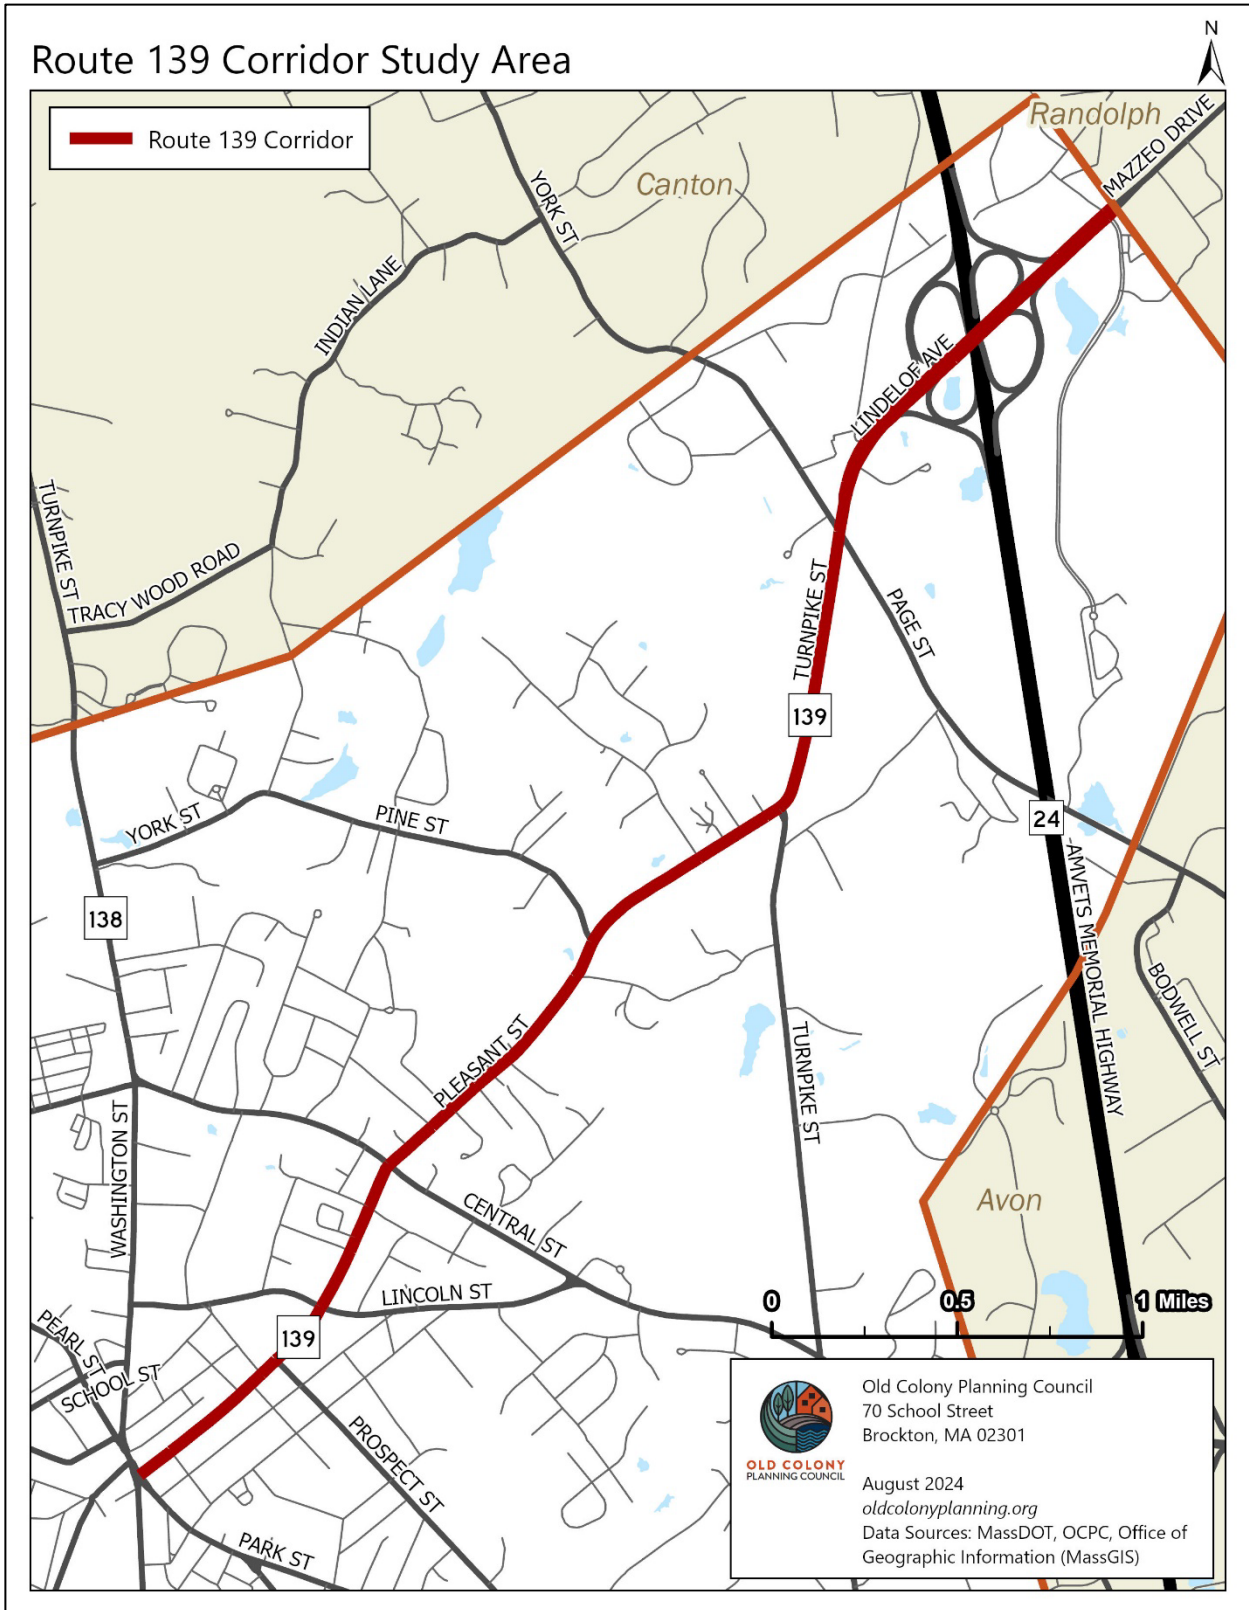 N
Route 139 Corridor Study Area
Route 139 Corridor
Randolph
MAZZEO DRIVE
Canton
YORK ST
INDIAN LANE
LINDELOF AVE
TURNPIKE ST
TRACY WOOD ROAD
TURNPIKE ST
PAGE ST
139
YORK ST
PINE ST
24
138
AMVETS MEMORIAL HIGHWAY
BODWELL ST
PLEASANT ST
TURNPIKE ST
WASHINGTON ST
CENTRAL ST
Avon
LINCOLN ST
0 0.5 1 Miles
PEARL ST
139
SCHOOL ST
PROSPECT ST
PARK ST
OLD COLONY
PLANNING COUNCIL
Old Colony Planning Council
70 School Street
Brockton, MA 02301
August 2024
oldcolonyplanning.org
Data Sources: MassDOT, OCPC, Office of
Geographic Information (MassGIS)